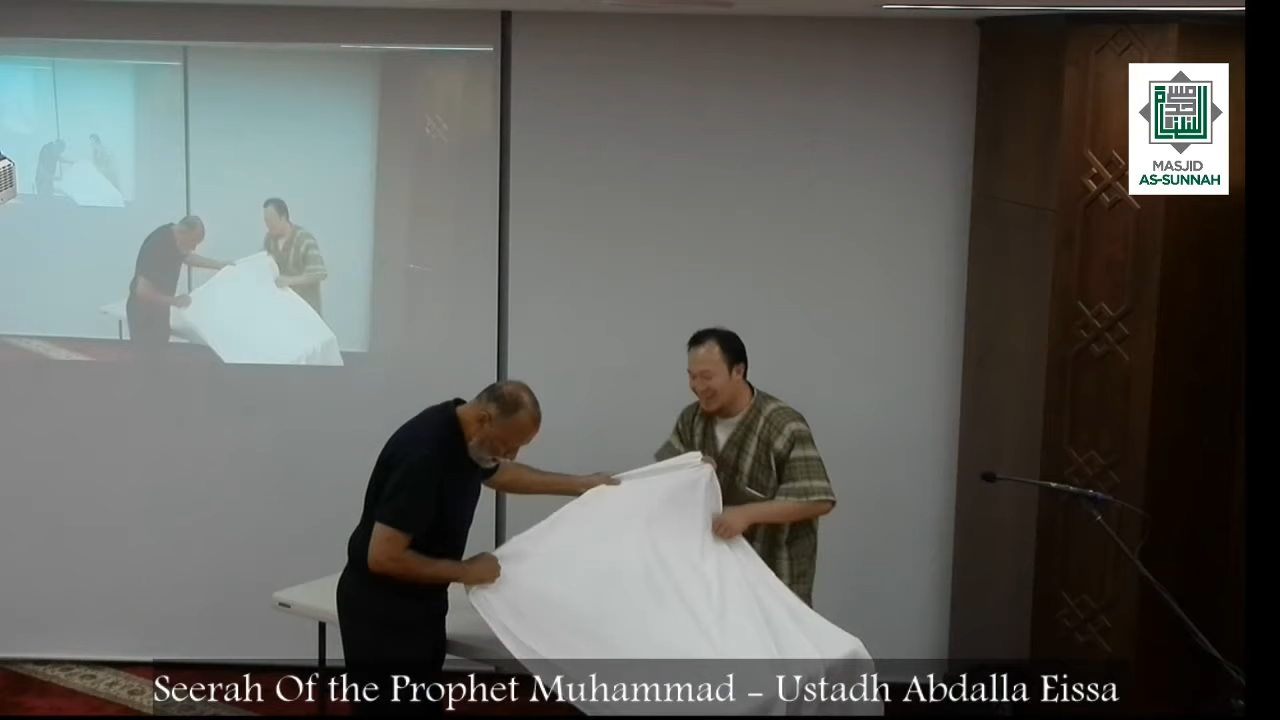 MASJID
AS-SUNNAH
Seerah Of the Prophet Muhammad – Ustadh Abdalla Eissa